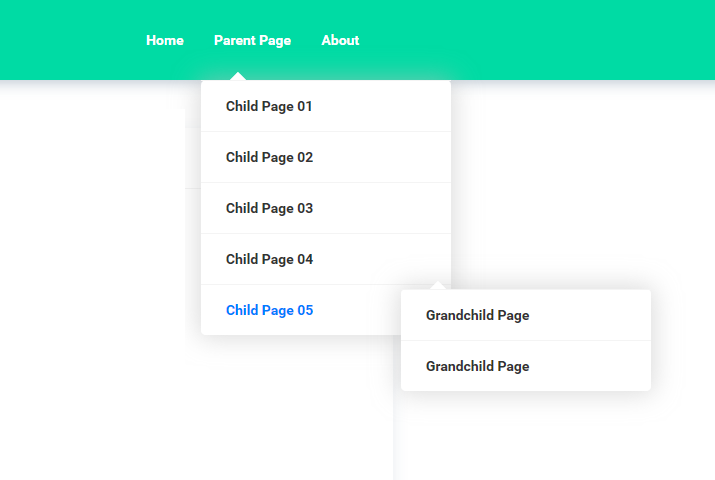 Home Parent Page About
Child Page 01
Child Page 02
Child Page 03
Child Page 04
Child Page 05
Grandchild Page
Grandchild Page